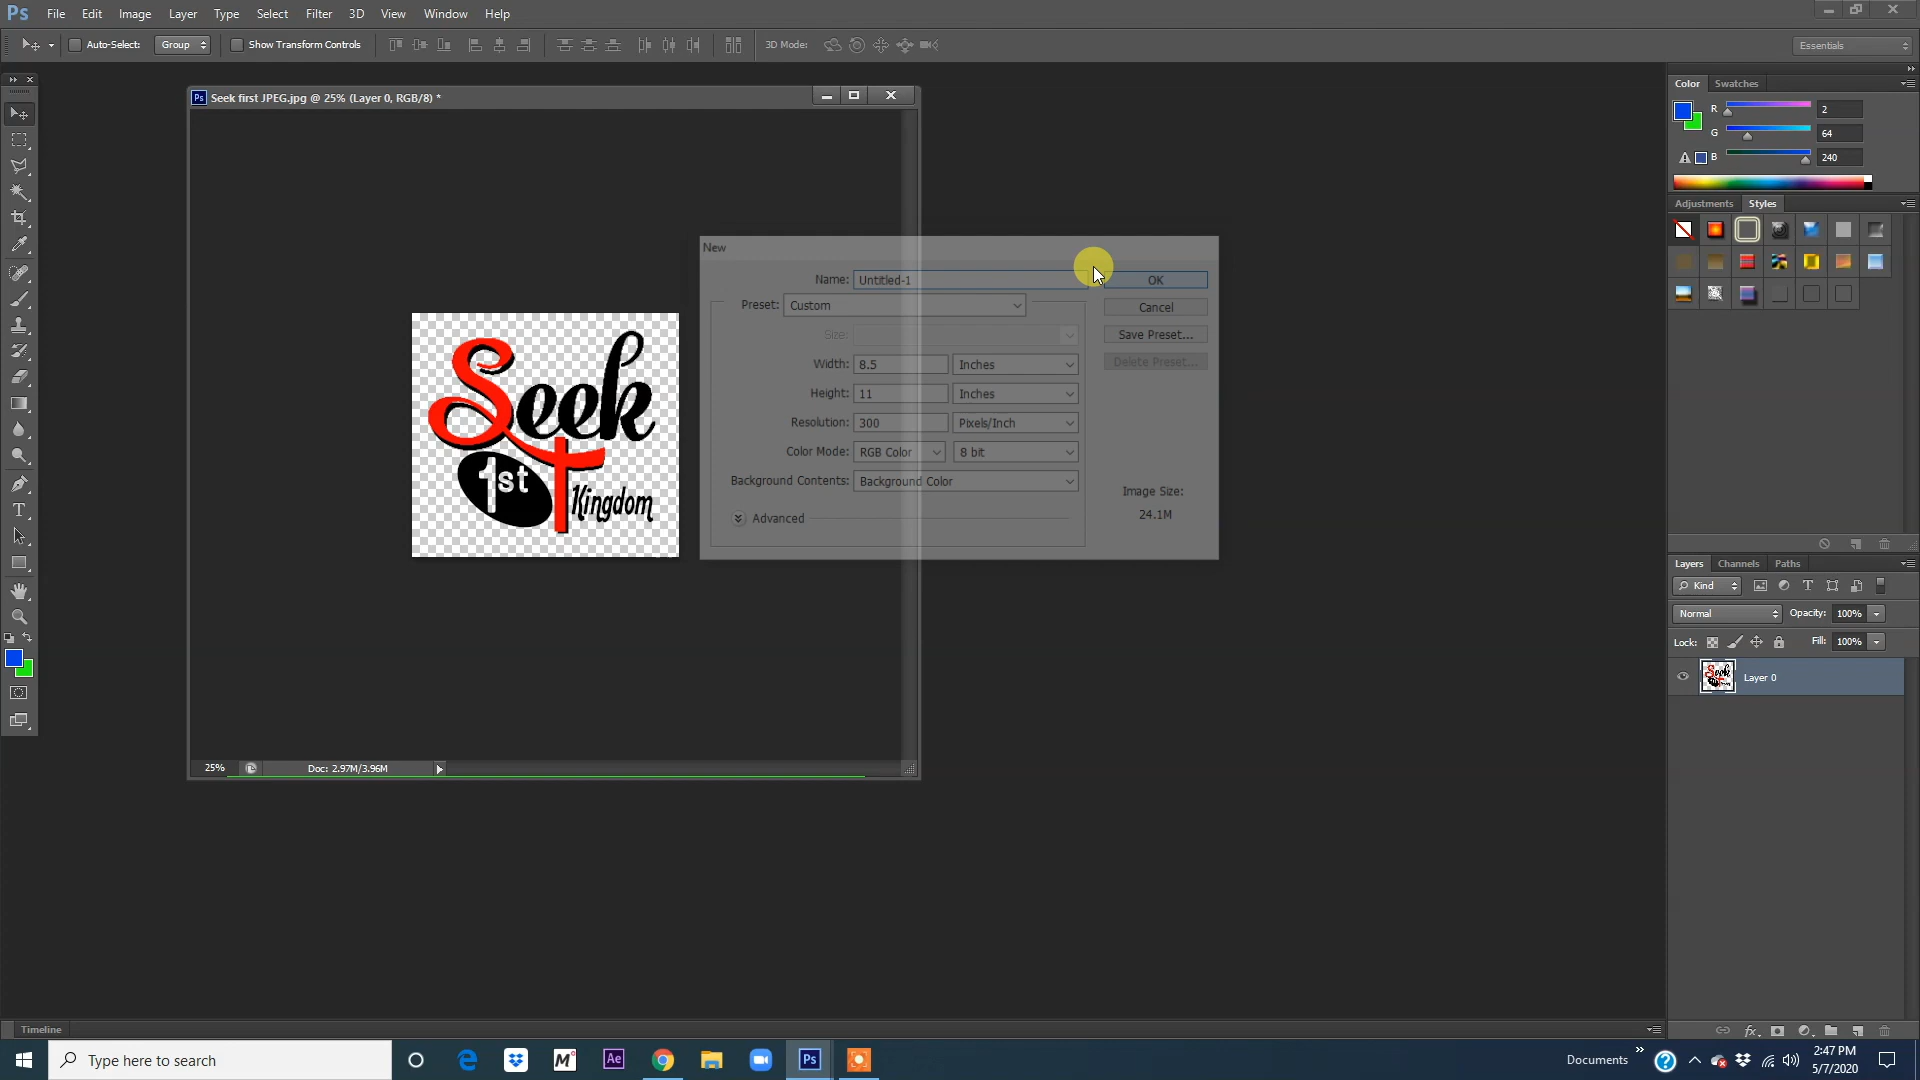 Ps File Edit Image Layer Type Select Filter 3D View Window Help
Auto-Select: Group Show Transform Controls 3D Mode: Essentials
Ps Seek first JPEG.jpg @ 25% (Layer 0, RGB/8) *
Seek
1st Kingdom
25% Doc: 2.97M/3.96M
New
Name: Untitled-1 OK
Preset: Custom Cancel
Size: Save Preset...
Width: 8.5 Inches Delete Preset...
Height: 11 Inches
Resolution: 300 Pixels/Inch
Color Mode: RGB Color 8 bit
Background Contents: Background Color
Image Size:
24.1M
Advanced
Color Swatches
R 2
G 64
B 240
Adjustments Styles
Layers Channels Paths
Kind
Normal Opacity: 100%
Lock: Fill: 100%
Layer 0
fx
Timeline
Type here to search
Ae
Ps
Documents
2:47 PM
5/7/2020